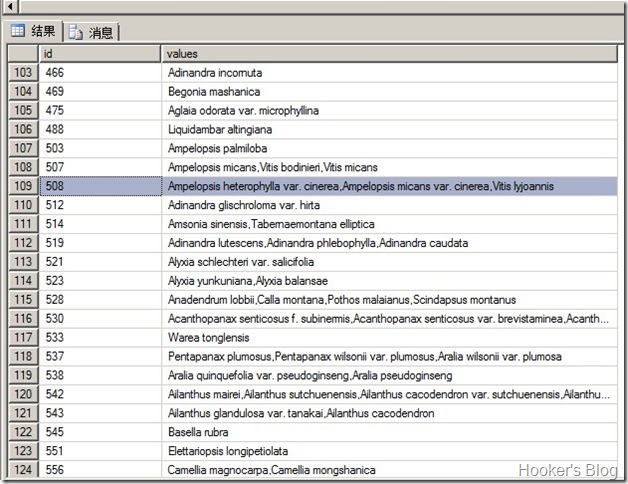 结果 消息
id values
103 466 Adinandra incornuta
104 469 Begonia mashanica
105 475 Aglaia odorata var. microphyllina
106 488 Liquidambar altingiana
107 503 Ampelopsis palmiloba
108 507 Ampelopsis micans,Vitis bodinieri,Vitis micans
109 508 Ampelopsis heterophylla var. cinerea,Ampelopsis micans var. cinerea,Vitis lyjoannis
110 512 Adinandra glischroloma var. hirta
111 514 Amsonia sinensis,Tabernaemontana elliptica
112 519 Adinandra lutescens,Adinandra phlebophylla,Adinandra caudata
113 521 Alyxia schlechteri var. salicifolia
114 523 Alyxia yunkuniana,Alyxia balansae
115 528 Anadendrum lobbii,Calla montana,Pothos malaianus,Scindapsus montanus
116 530 Acanthopanax senticosus f. subinermis,Acanthopanax senticosus var. brevistaminea,Acanth...
117 533 Warea tonglensis
118 537 Pentapanax plumosus,Pentapanax wilsonii var. plumosus,Aralia wilsonii var. plumosa
119 538 Aralia quinquefolia var. pseudoginseng,Aralia pseudoginseng
120 542 Ailanthus mairei,Ailanthus sutchuenensis,Ailanthus cacodendron var. sutchuenensis,Ailanthu...
121 543 Ailanthus glandulosa var. tanakai,Ailanthus cacodendron
122 545 Basella rubra
123 551 Elettariopsis longipetiolata
124 556 Camellia magnocarpa,Camellia mongshanica
Hooker's Blog